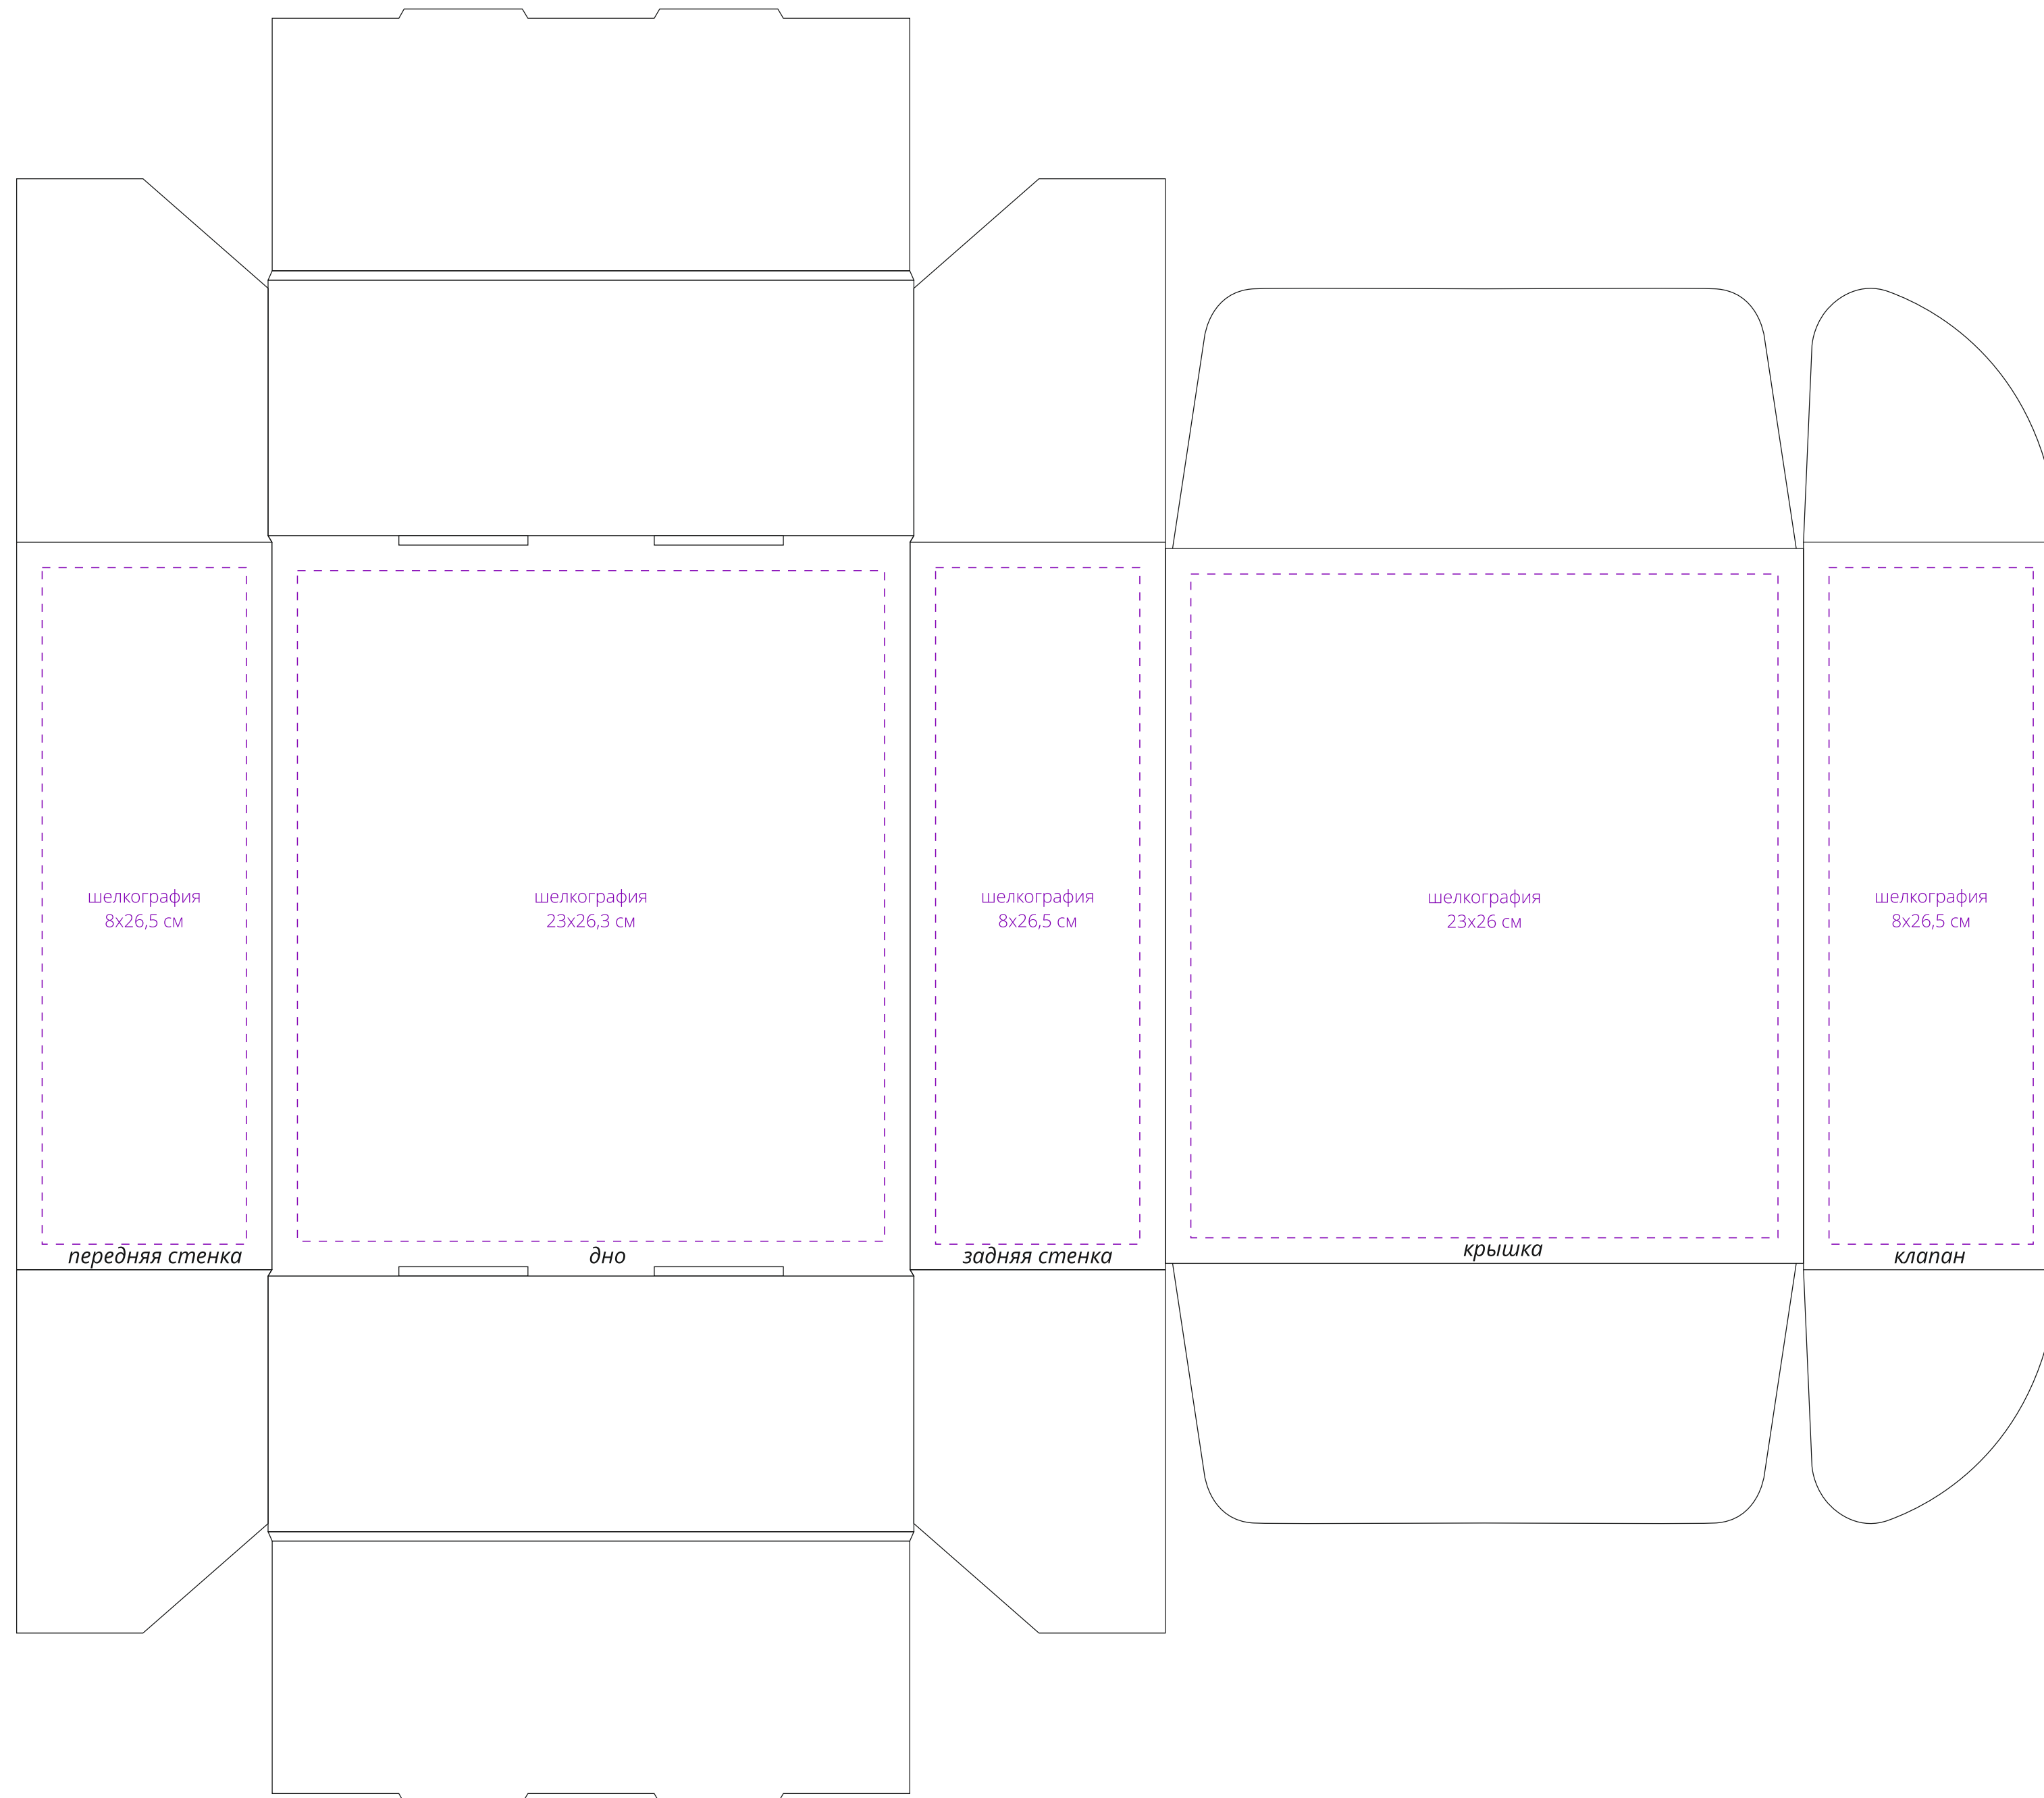 шелкография
8х26,5 см
передняя стенка
шелкография
23х26,3 см
дно
шелкография
8х26,5 см
задняя стенка
шелкография
23х26 см
крышка
шелкография
8х26,5 см
клапан